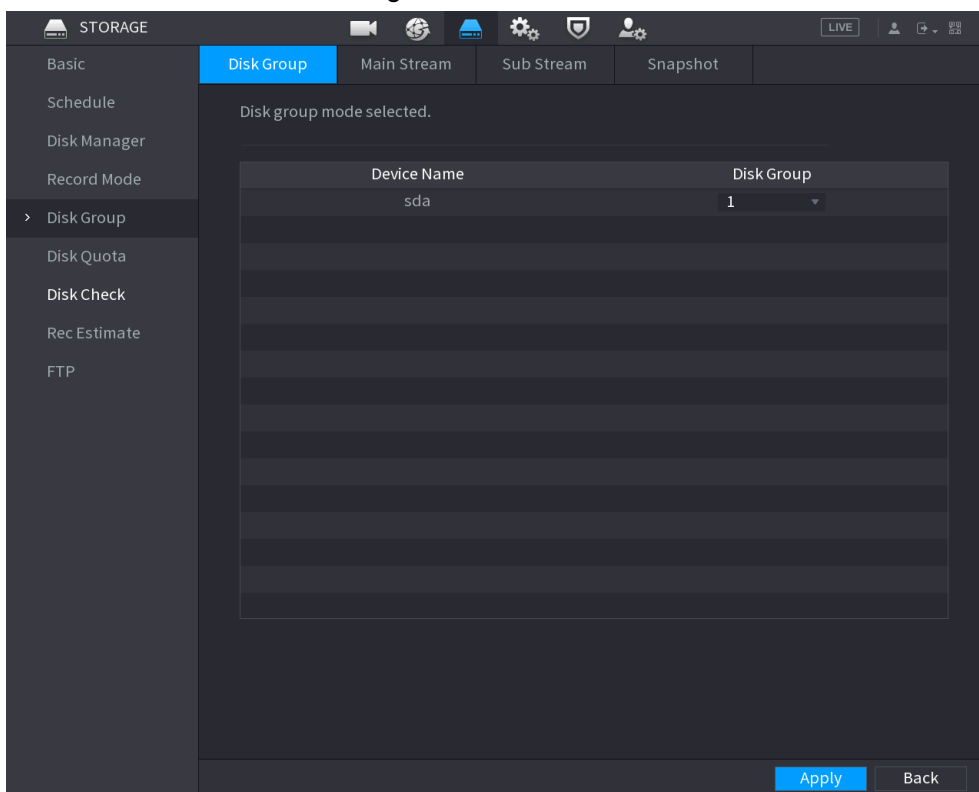 STORAGE
LIVE
Basic
Schedule
Disk Manager
Record Mode
Disk Group
Disk Quota
Disk Check
Rec Estimate
FTP
Disk Group Main Stream Sub Stream Snapshot
Disk group mode selected.
Device Name Disk Group
sda 1
Apply Back